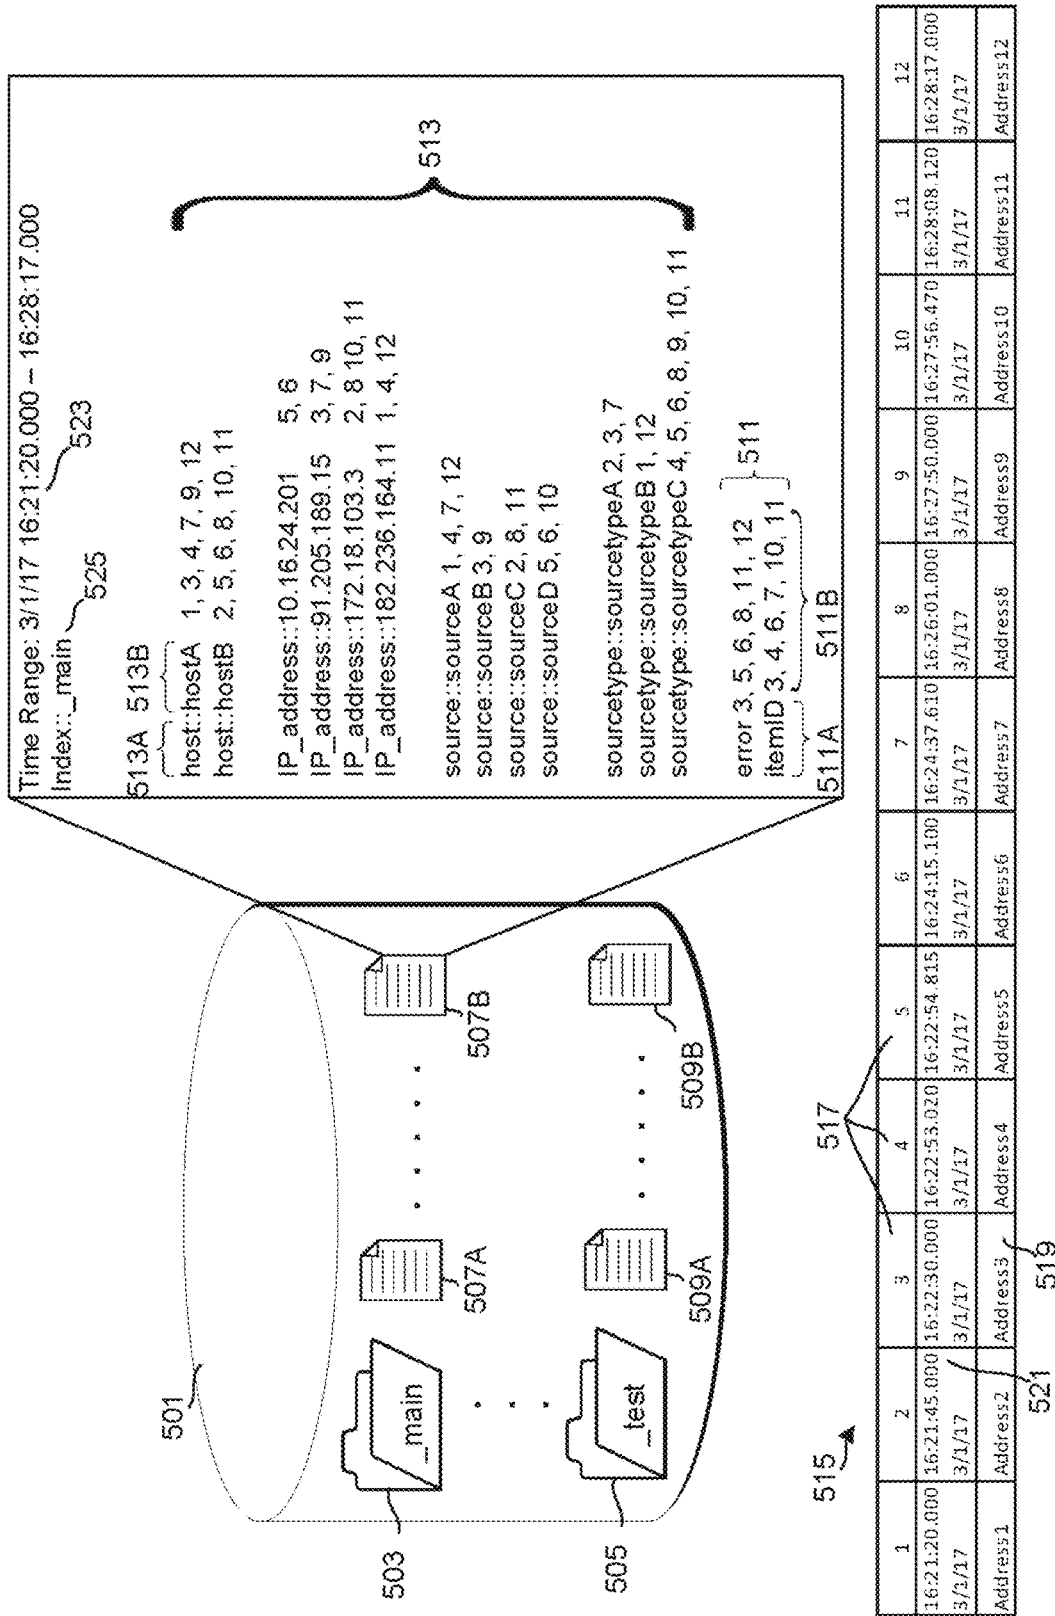 501
503
_main
507A
507B
505
_test
509A
509B
Time Range: 3/1/17 16:21:20.000 – 16:28:17.000
Index::_main
525
523
513A 513B
host::hostA 1, 3, 4, 7, 9, 12
host::hostB 2, 5, 6, 8, 10, 11
IP_address::10.16.24.201 5, 6
IP_address::91.205.189.15 3, 7, 9
IP_address::172.18.103.3 2, 8 10, 11
IP_address::182.236.164.11 1, 4, 12
source::sourceA 1, 4, 7, 12
source::sourceB 3, 9
source::sourceC 2, 8, 11
source::sourceD 5, 6, 10
sourcetype::sourcetypeA 2, 3, 7
sourcetype::sourcetypeB 1, 12
sourcetype::sourcetypeC 4, 5, 6, 8, 9, 10, 11
513
error 3, 5, 6, 8, 11, 12
itemID 3, 4, 6, 7, 10, 11
511
511A 511B
515
517
1 2 3 4 5 6 7 8 9 10 11 12
16:21:20.000 16:21:45.000 16:22:30.000 16:22:53.020 16:22:54.815 16:24:15.100 16:24:37.610 16:26:01.000 16:27:50.000 16:27:56.470 16:28:08.120 16:28:17.000
3/1/17 3/1/17 3/1/17 3/1/17 3/1/17 3/1/17 3/1/17 3/1/17 3/1/17 3/1/17 3/1/17 3/1/17
Address1 Address2 Address3 Address4 Address5 Address6 Address7 Address8 Address9 Address10 Address11 Address12
521
519